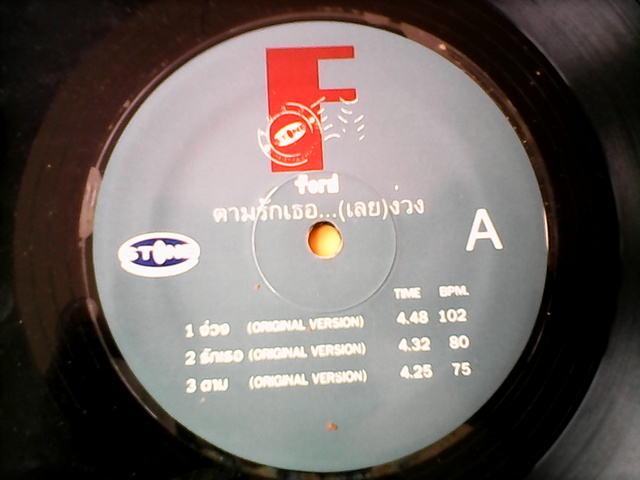 F
STONE
ford
ตามรักเธอ...(เลย)ง่วง
STONE
A
TIME BPM.
1 ง่วง (ORIGINAL VERSION) 4.48 102
2 รักเธอ (ORIGINAL VERSION) 4.32 80
3 ตาม (ORIGINAL VERSION) 4.25 75